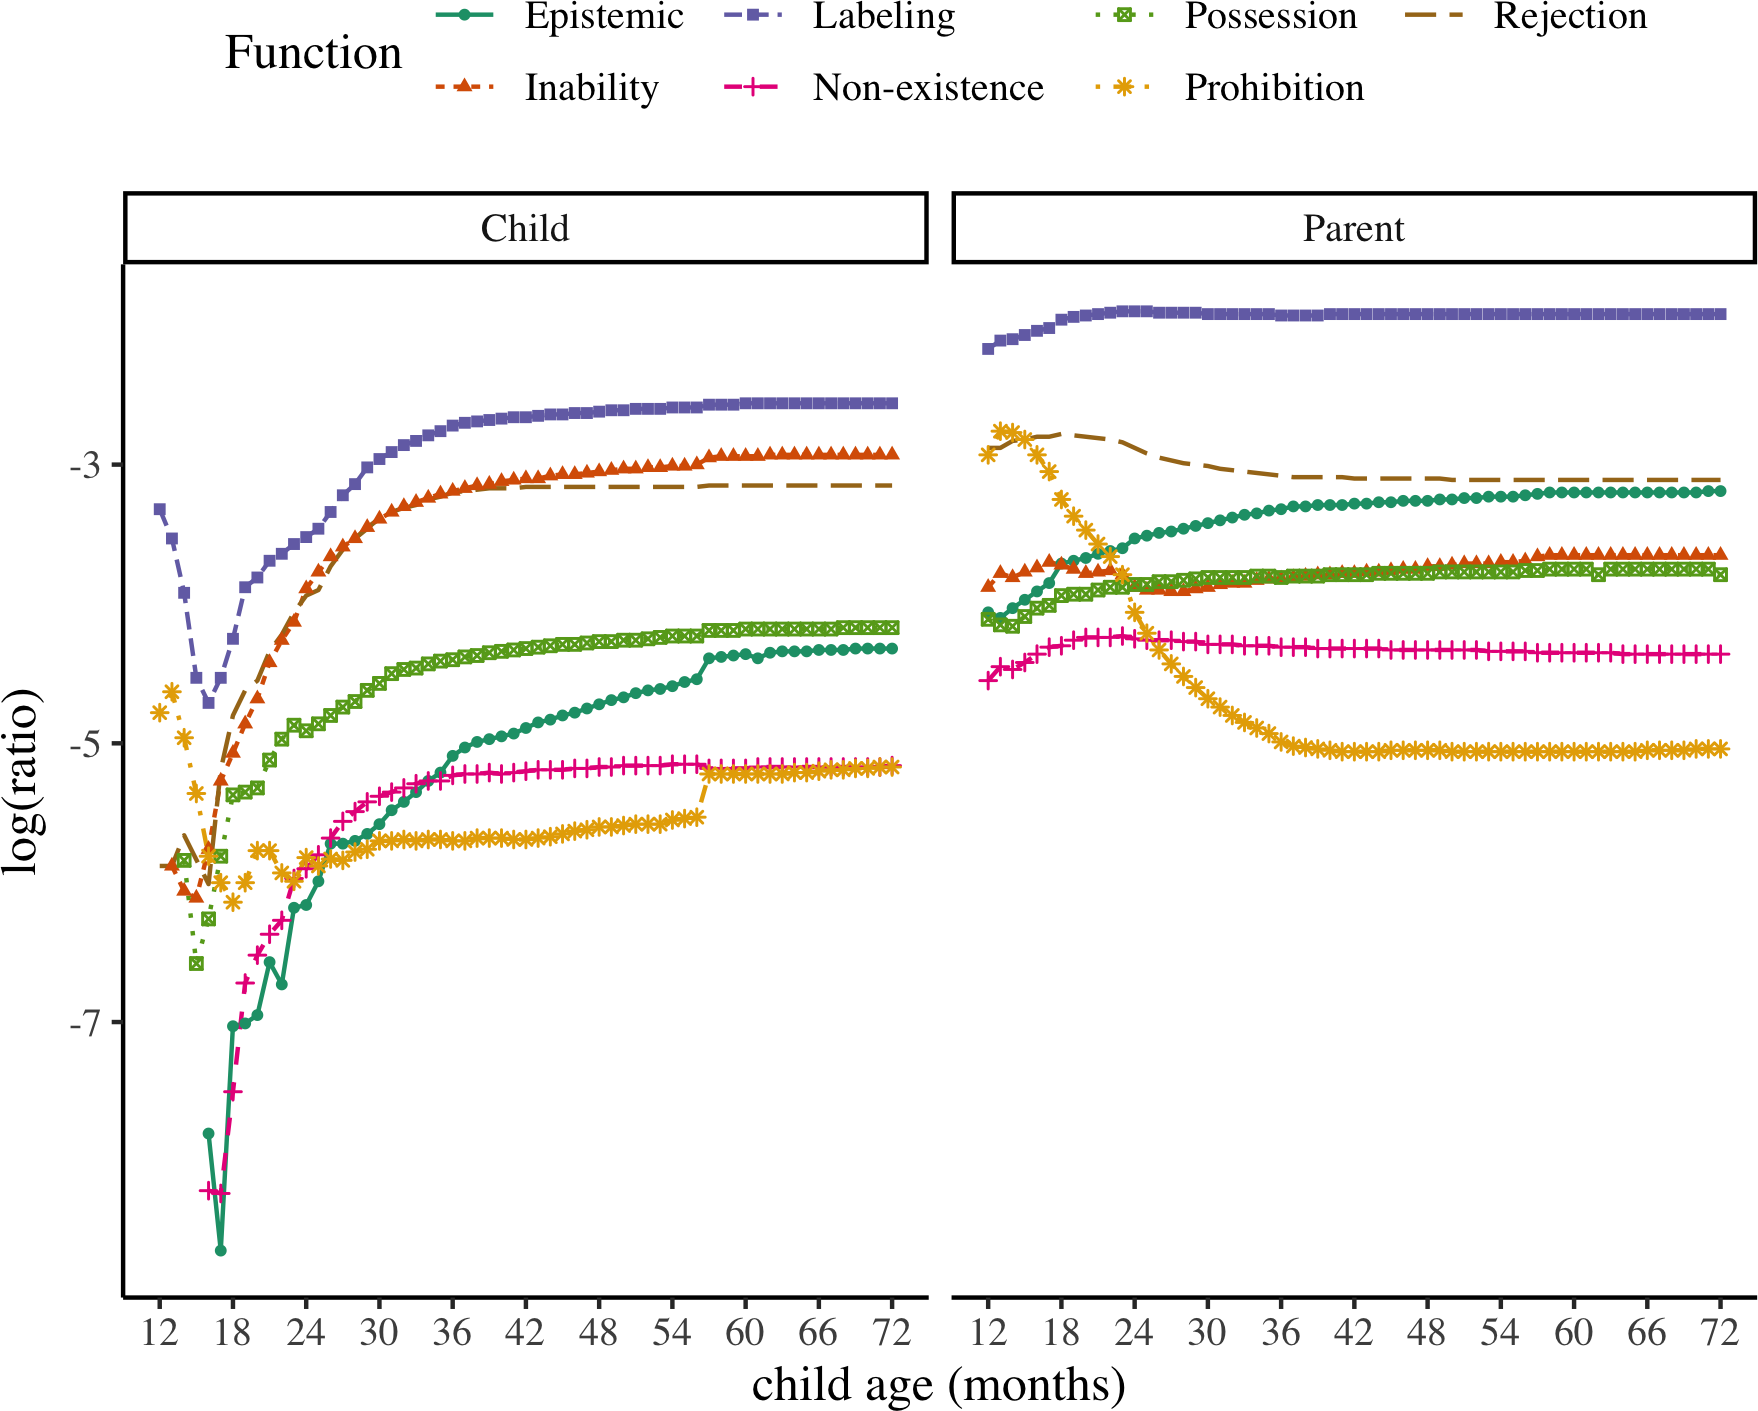 Function
Epistemic Labeling Possession Rejection
Inability Non-existence Prohibition
Child Parent
log(ratio)
-3
-5
-7
12 18 24 30 36 42 48 54 60 66 72 12 18 24 30 36 42 48 54 60 66 72
child age (months)